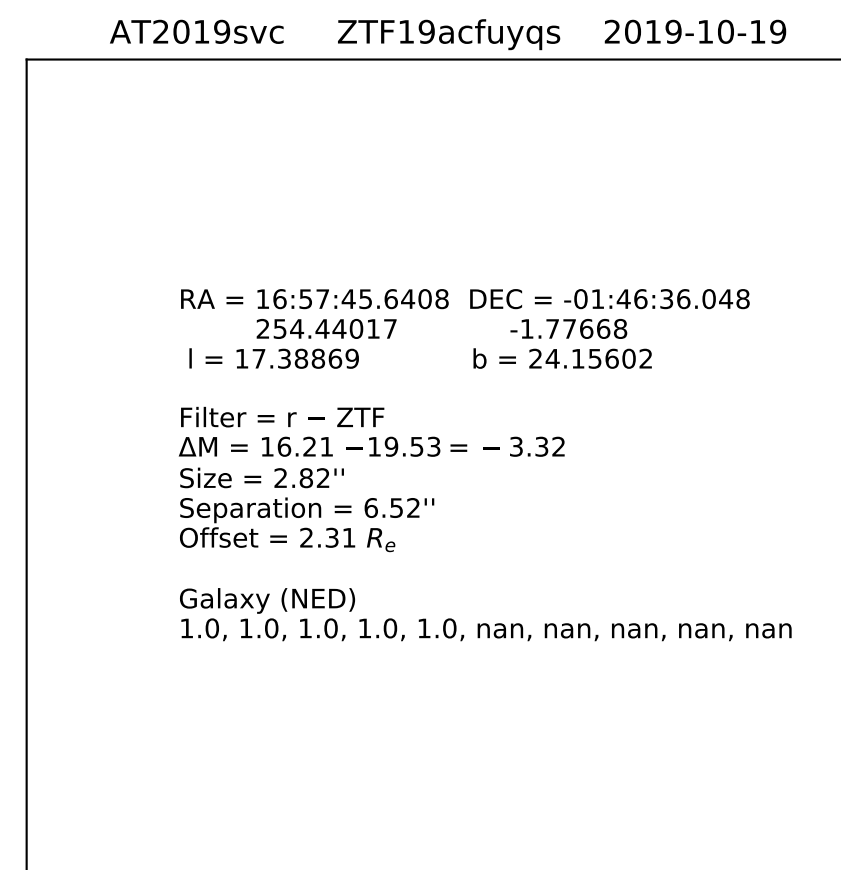 AT2019svc ZTF19acfuyqs 2019-10-19
RA = 16:57:45.6408 DEC = -01:46:36.048
254.44017 -1.77668
l = 17.38869 b = 24.15602
Filter = r − ZTF
ΔM = 16.21 −19.53 = − 3.32
Size = 2.82''
Separation = 6.52''
Offset = 2.31 Re
Galaxy (NED)
1.0, 1.0, 1.0, 1.0, 1.0, nan, nan, nan, nan, nan